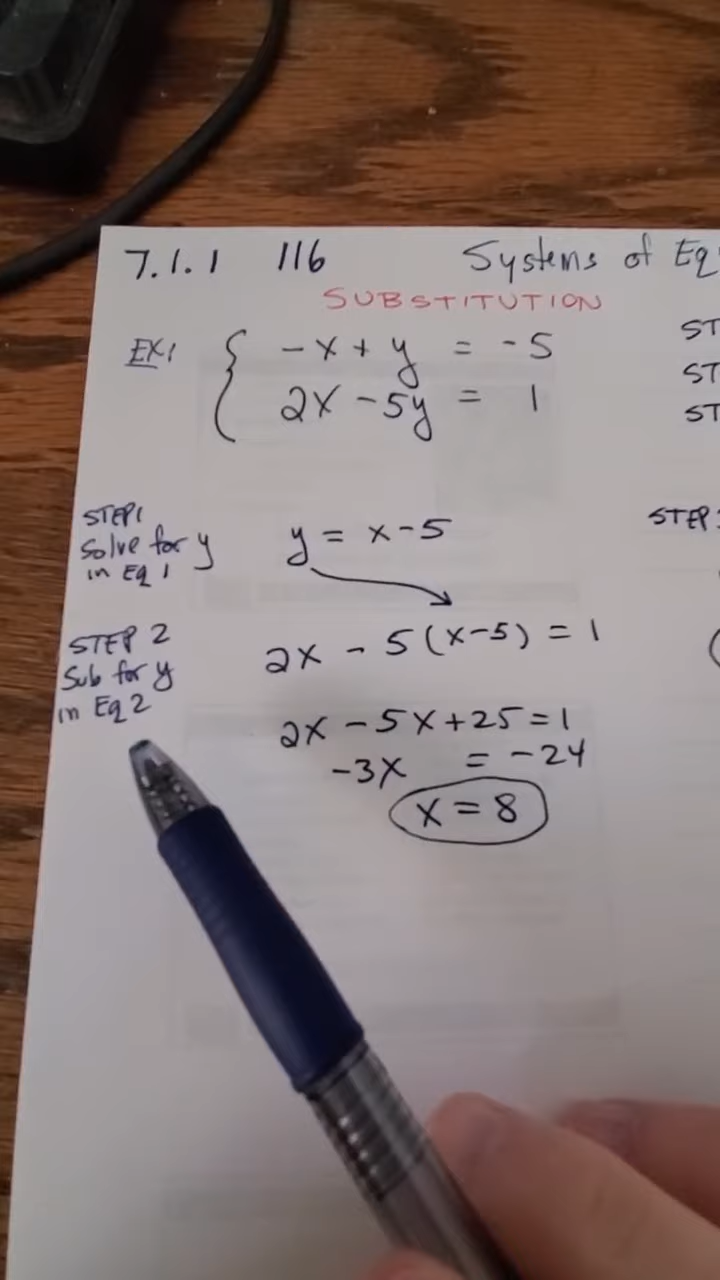 7.1.1 116 Systems of Eq
SUBSTITUTION
EX1 { -x + y = -5
2x - 5y = 1
ST
ST
ST
STEP 1
Solve for y
in Eq 1
y = x - 5
STEP
STEP 2
Sub for y
in Eq 2
2x - 5(x-5) = 1
2x - 5x + 25 = 1
-3x = -24
x = 8